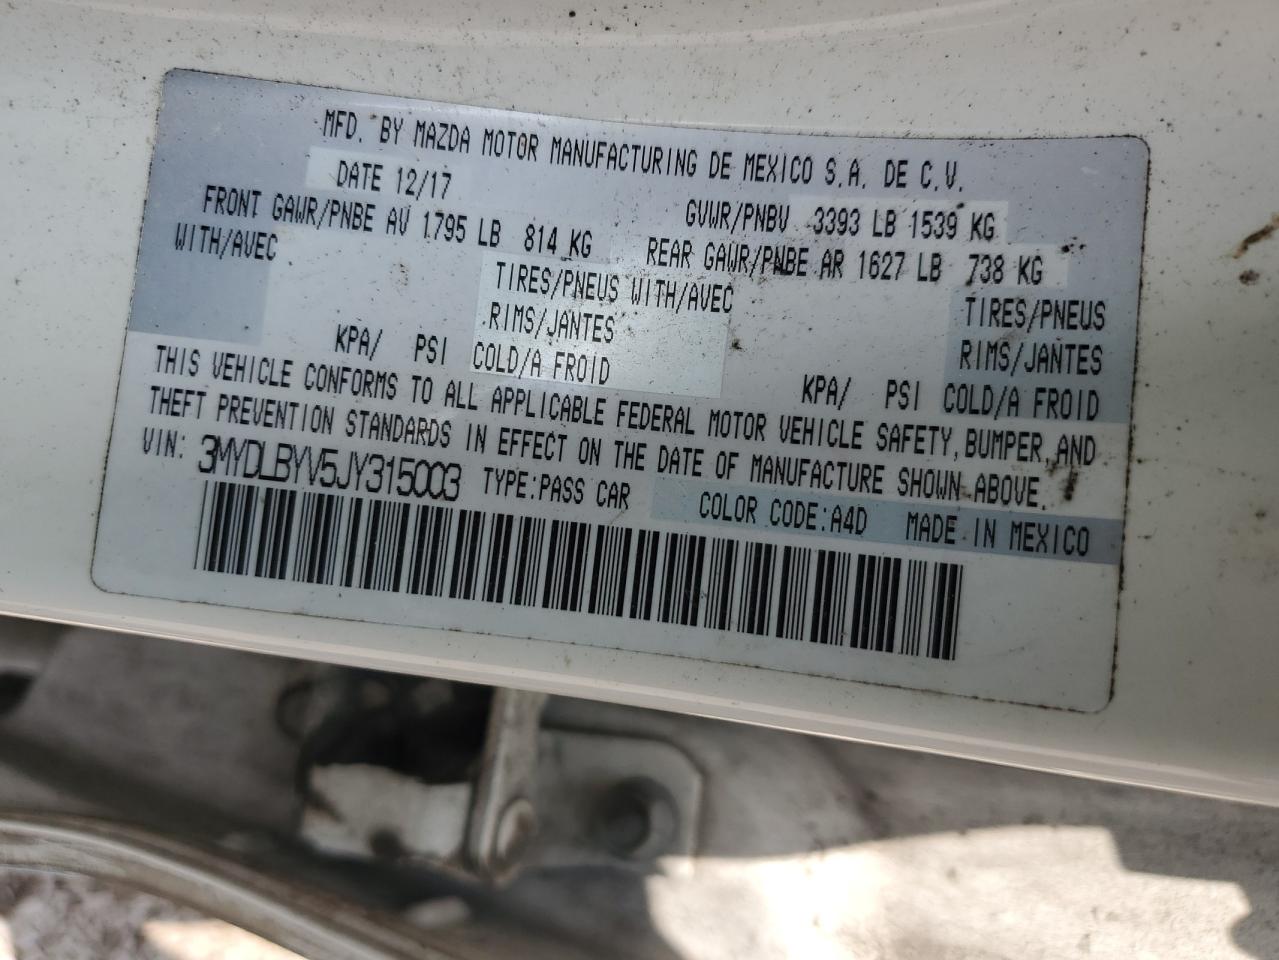 MFD. BY MAZDA MOTOR MANUFACTURING DE MEXICO S.A. DE C.V.
DATE 12/17 GVWR/PNBV 3393 LB 1539 KG
FRONT GAWR/PNBE AV 1795 LB 814 KG REAR GAWR/PNBE AR 1627 LB 738 KG
WITH/AVEC TIRES/PNEUS WITH/AVEC TIRES/PNEUS
RIMS/JANTES RIMS/JANTES
KPA/ PSI COLD/A FROID KPA/ PSI COLD/A FROID
THIS VEHICLE CONFORMS TO ALL APPLICABLE FEDERAL MOTOR VEHICLE SAFETY, BUMPER, AND
THEFT PREVENTION STANDARDS IN EFFECT ON THE DATE OF MANUFACTURE SHOWN ABOVE.
VIN: 3MYDLBYV5JY315003 TYPE:PASS CAR COLOR CODE:A4D MADE IN MEXICO